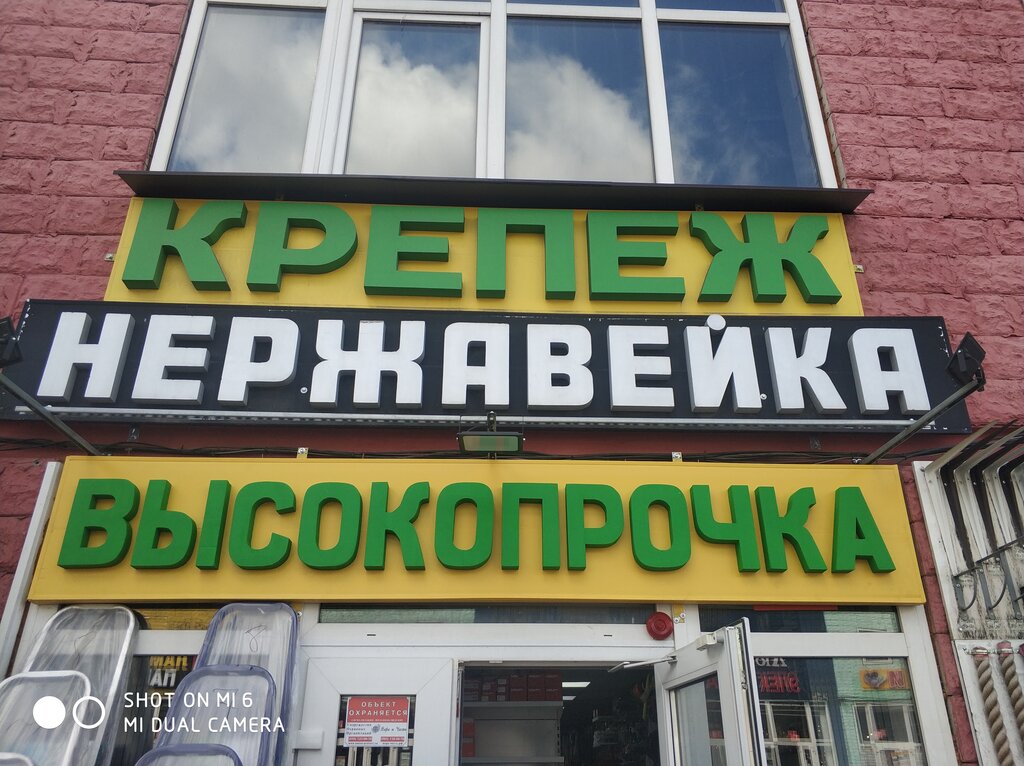 КРЕПЕЖ
НЕРЖАВЕЙКА
ВЫСОКОПРОЧКА
ОБЪЕКТ
ОХРАНЯЕТСЯ
SHOT ON MI 6
MI DUAL CAMERA